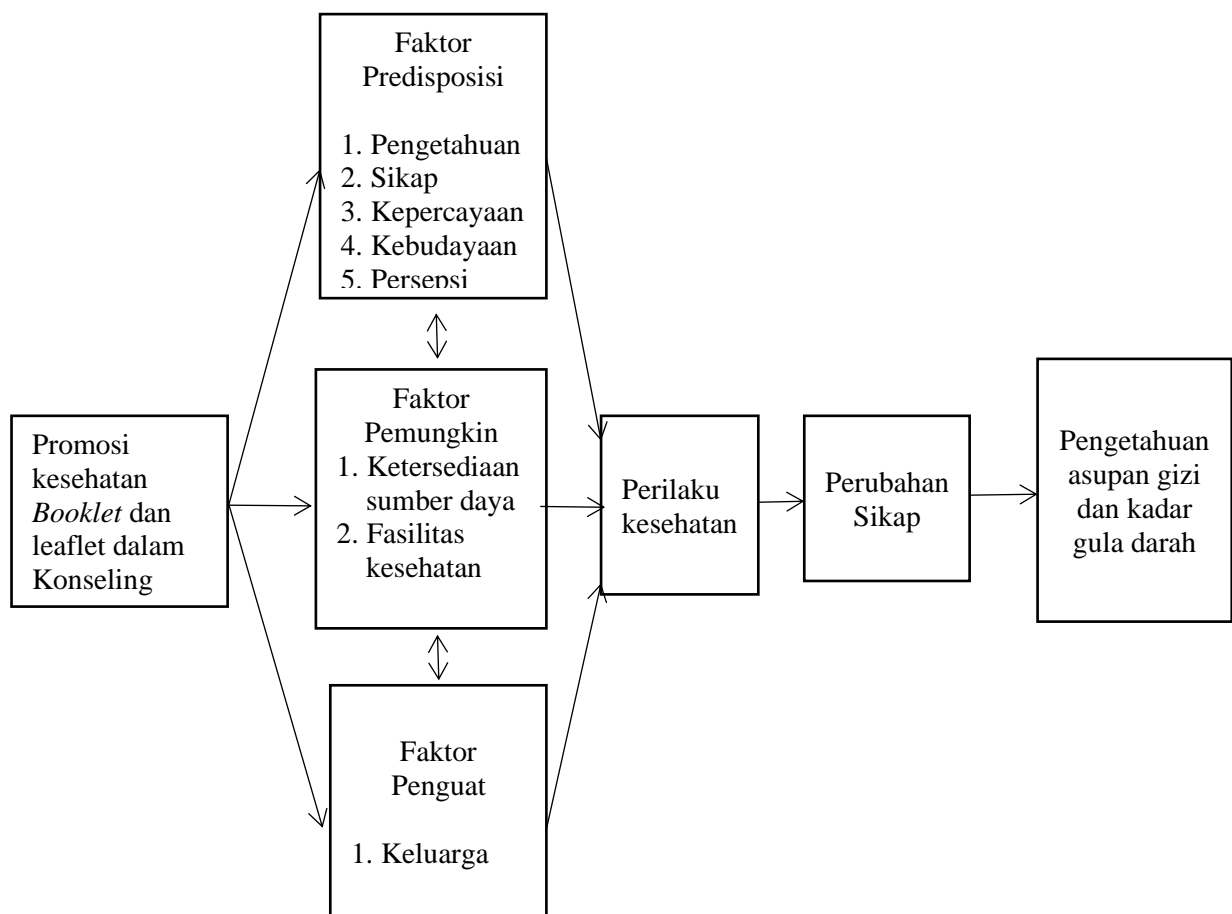 Faktor
Predisposisi
1. Pengetahuan
2. Sikap
3. Kepercayaan
4. Kebudayaan
5. Persepsi
Promosi
kesehatan
Booklet dan
leaflet dalam
Konseling
Faktor
Pemungkin
1. Ketersediaan
sumber daya
2. Fasilitas
kesehatan
Faktor
Penguat
1. Keluarga
Perilaku
kesehatan
Perubahan
Sikap
Pengetahuan
asupan gizi
dan kadar
gula darah